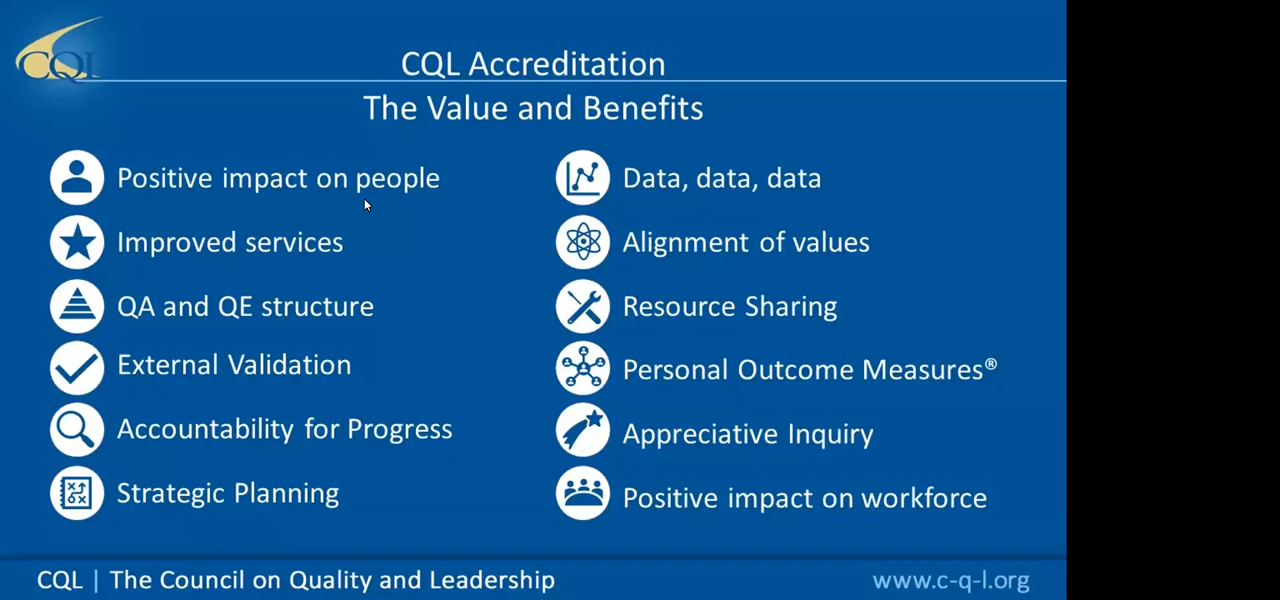 CQL
CQL Accreditation
The Value and Benefits
Positive impact on people
Improved services
QA and QE structure
External Validation
Accountability for Progress
Strategic Planning
Data, data, data
Alignment of values
Resource Sharing
Personal Outcome Measures®
Appreciative Inquiry
Positive impact on workforce
CQL | The Council on Quality and Leadership
www.c-q-l.org